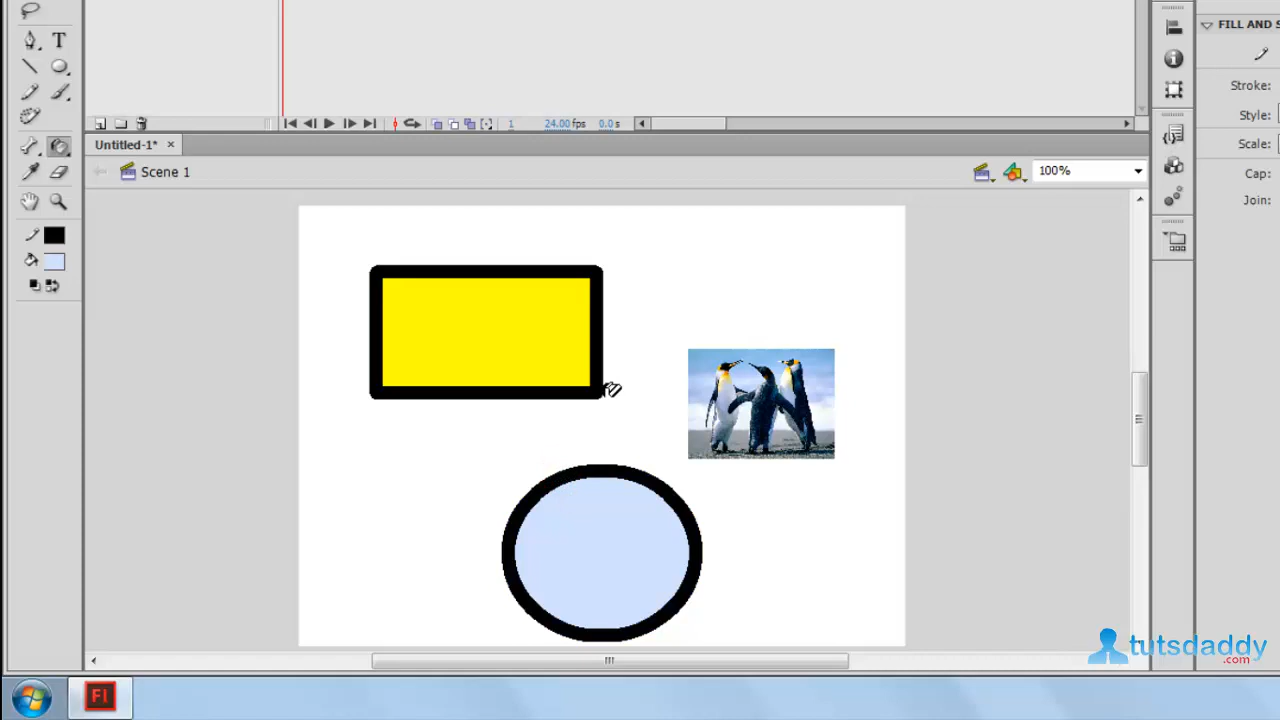 FILL AND S
T
Stroke:
Style:
1 24.00 fps 0.0 s
Untitled-1* ×
Scale:
Scene 1
100%
Cap:
Join:
tutsdaddy
.com
Fl